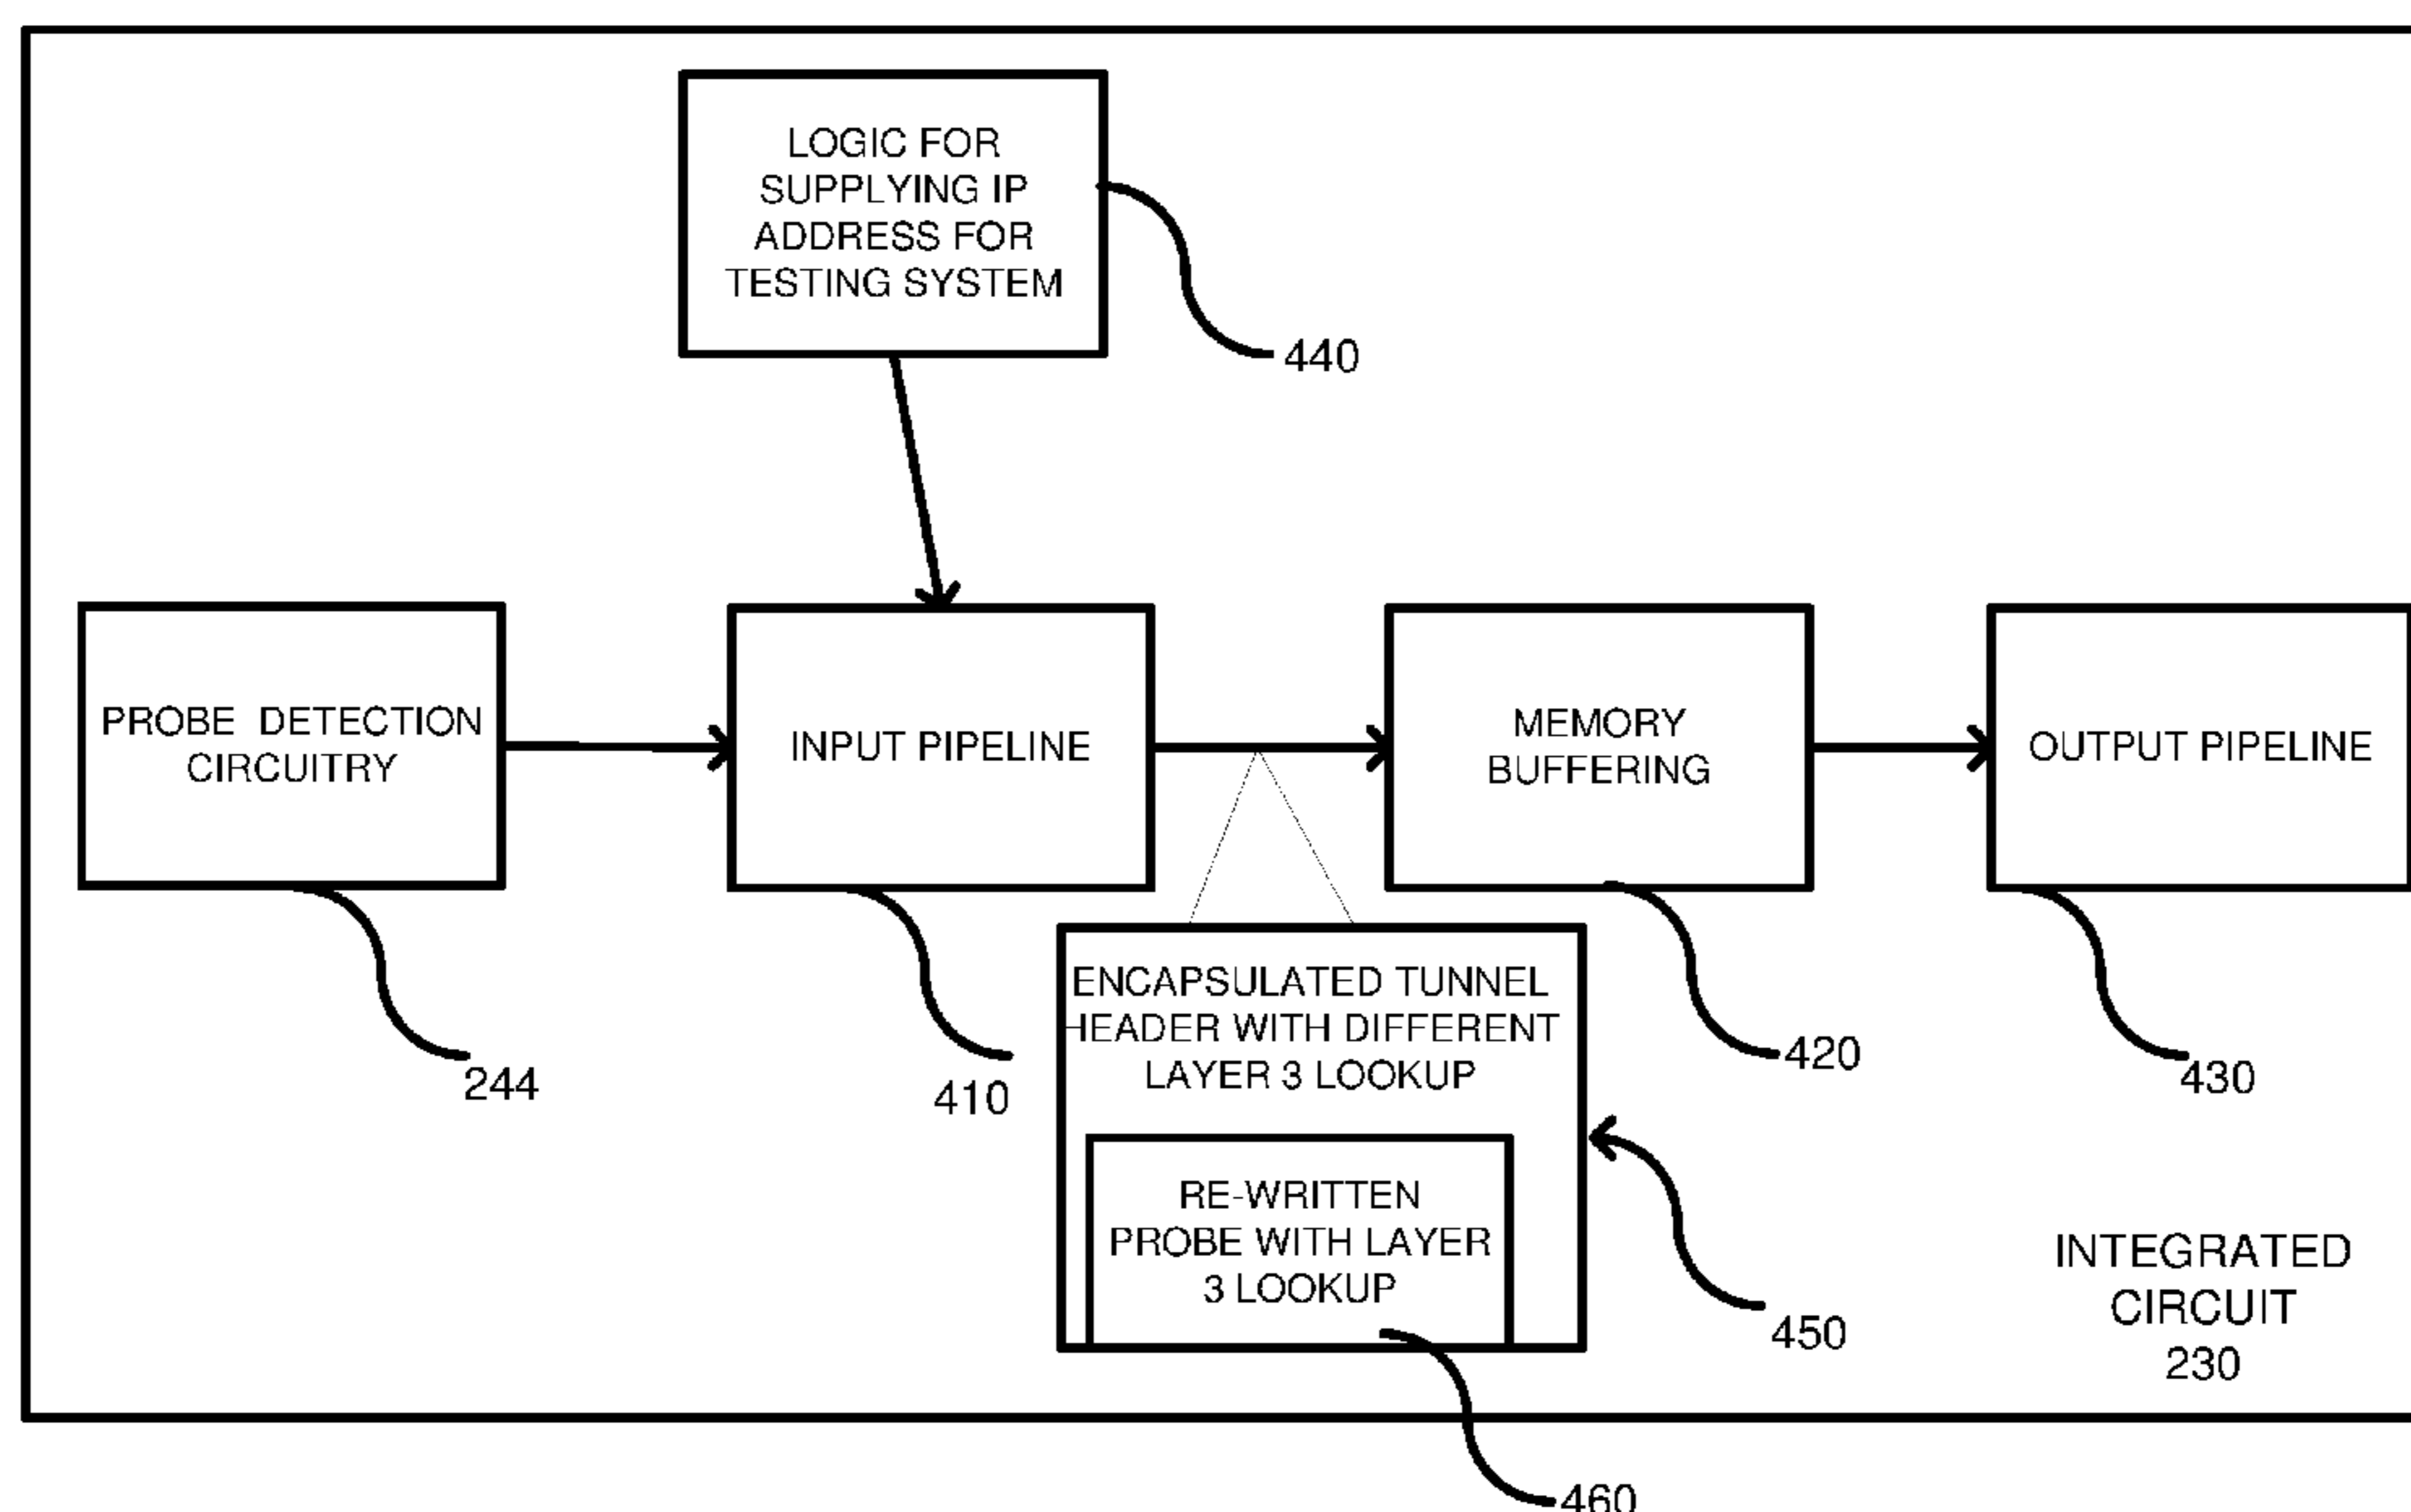 LOGIC FOR
SUPPLYING IP
ADDRESS FOR
TESTING SYSTEM
440
PROBE DETECTION
CIRCUITRY
244
INPUT PIPELINE
410
MEMORY
BUFFERING
420
OUTPUT PIPELINE
430
ENCAPSULATED TUNNEL
HEADER WITH DIFFERENT
LAYER 3 LOOKUP
450
RE-WRITTEN
PROBE WITH LAYER
3 LOOKUP
460
INTEGRATED
CIRCUIT
230